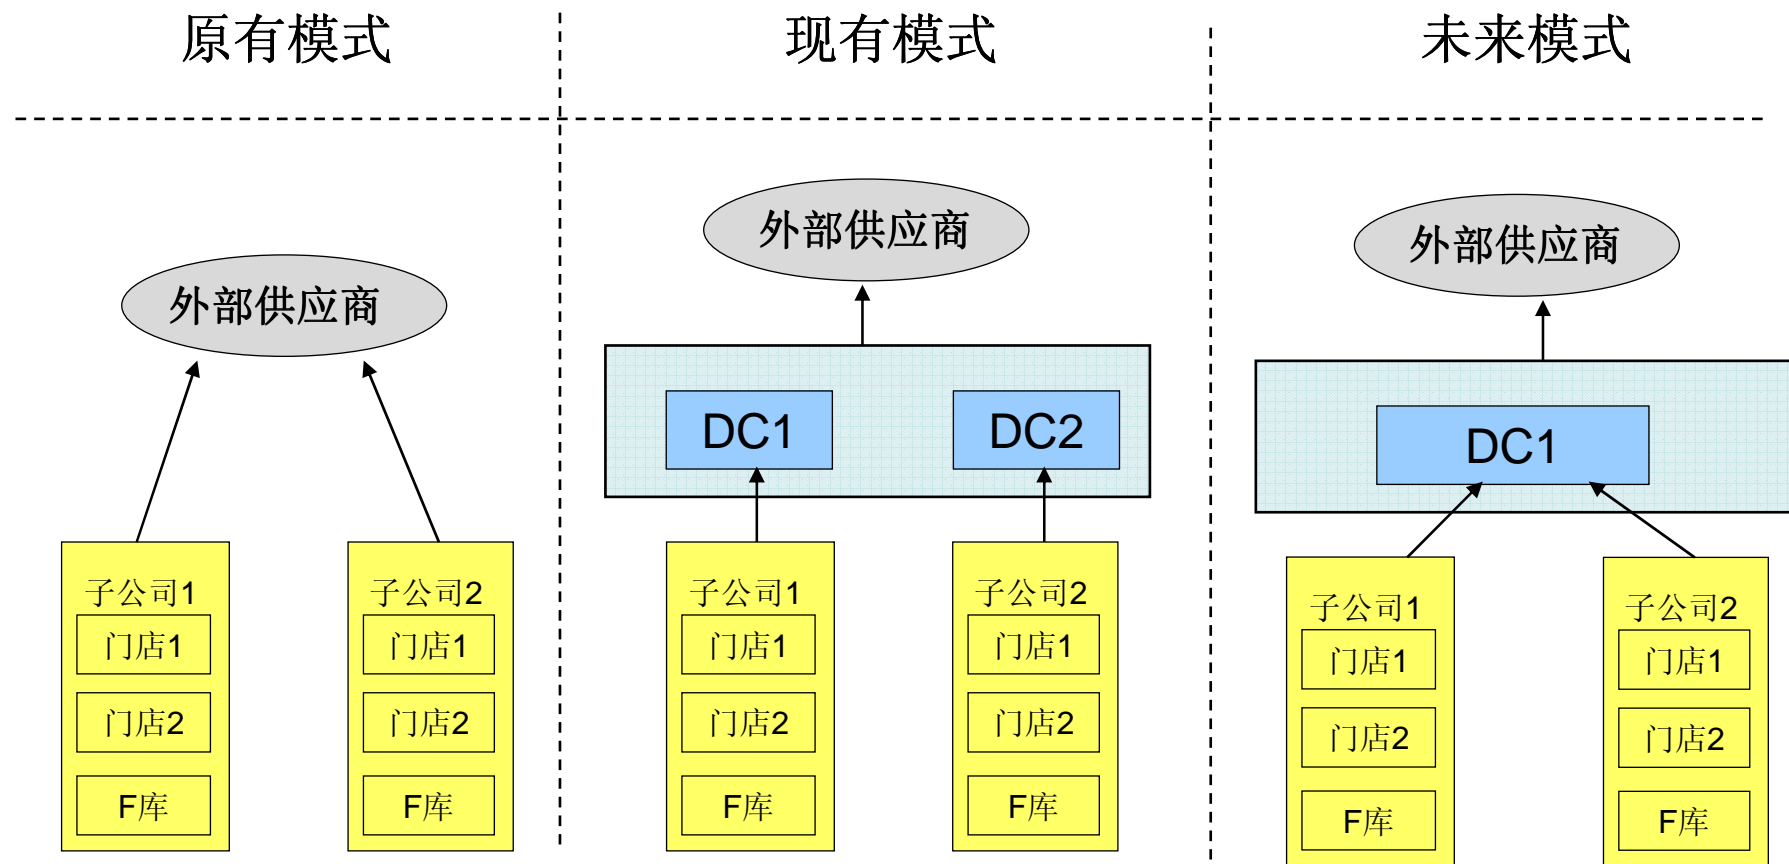 原有模式
现有模式
未来模式
外部供应商
子公司1
门店1
门店2
F库
子公司2
门店1
门店2
F库
外部供应商
DC1
DC2
子公司1
门店1
门店2
F库
子公司2
门店1
门店2
F库
外部供应商
DC1
子公司1
门店1
门店2
F库
子公司2
门店1
门店2
F库